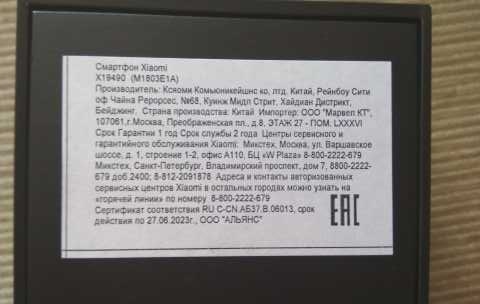 Смартфон Xiaomi
X19490 (M1803E1A)
Производитель: Ксяоми Комьюникейшнс ко, лтд. Китай, Рейнбоу Сити
оф Чайна Рерорсес, №68, Куинж Мидл Стрит, Хайдиан Дистрикт,
Бейджинг. Страна производства: Китай Импортер: ООО "Марвел КТ",
107061,г.Москва, Преображенская пл.,д.8, ЭТАЖ 27 - ПОМ. LXXXVI
Срок Гарантии 1 год Срок службы 2 года Центры сервисного и
гарантийного обслуживания Xiaomi: Микстех, Москва, ул. Варшавское
шоссе, д. 1, строение 1-2, офис А110, БЦ «W Plaza» 8-800-2222-679
Микстех, Санкт-Петербург, Владимирский проспект, дом 7, 8800-2222-
679 доб.2400; 8-812-2091878 Адреса и контакты авторизованных
сервисных центров Xiaomi в остальных городах можно узнать на
«горячей линии» по номеру 8-800-2222-679
Сертификат соответствия RU C-CN.АБ37.В.06013, срок
действия по 27.06.2023г., ООО "АЛЬЯНС"
EAC